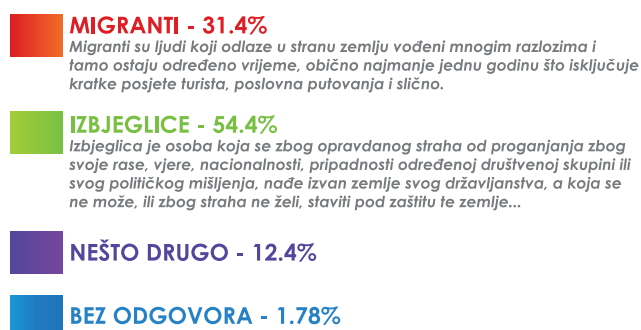 MIGRANTI - 31.4%
Migranti su ljudi koji odlaze u stranu zemlju vođeni mnogim razlozima i
tamo ostaju određeno vrijeme, obično najmanje jednu godinu što isključuje
kratke posjete turista, poslovna putovanja i slično.
IZBJEGLICE - 54.4%
Izbjeglica je osoba koja se zbog opravdanog straha od proganjanja zbog
svoje rase, vjere, nacionalnosti, pripadnosti određenoj društvenoj skupini ili
svog političkog mišljenja, nađe izvan zemlje svog državljanstva, a koja se
ne može, ili zbog straha ne želi, staviti pod zaštitu te zemlje...
NEŠTO DRUGO - 12.4%
BEZ ODGOVORA - 1.78%